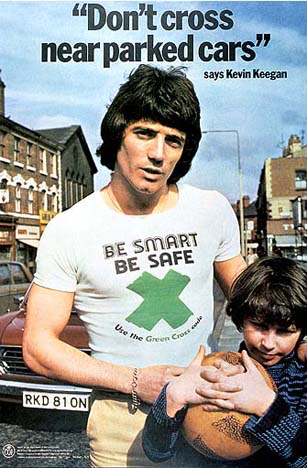 “Don't cross
near parked cars”
says Kevin Keegan
BE SMART
BE SAFE
Use the Green Cross code
RKD 810N